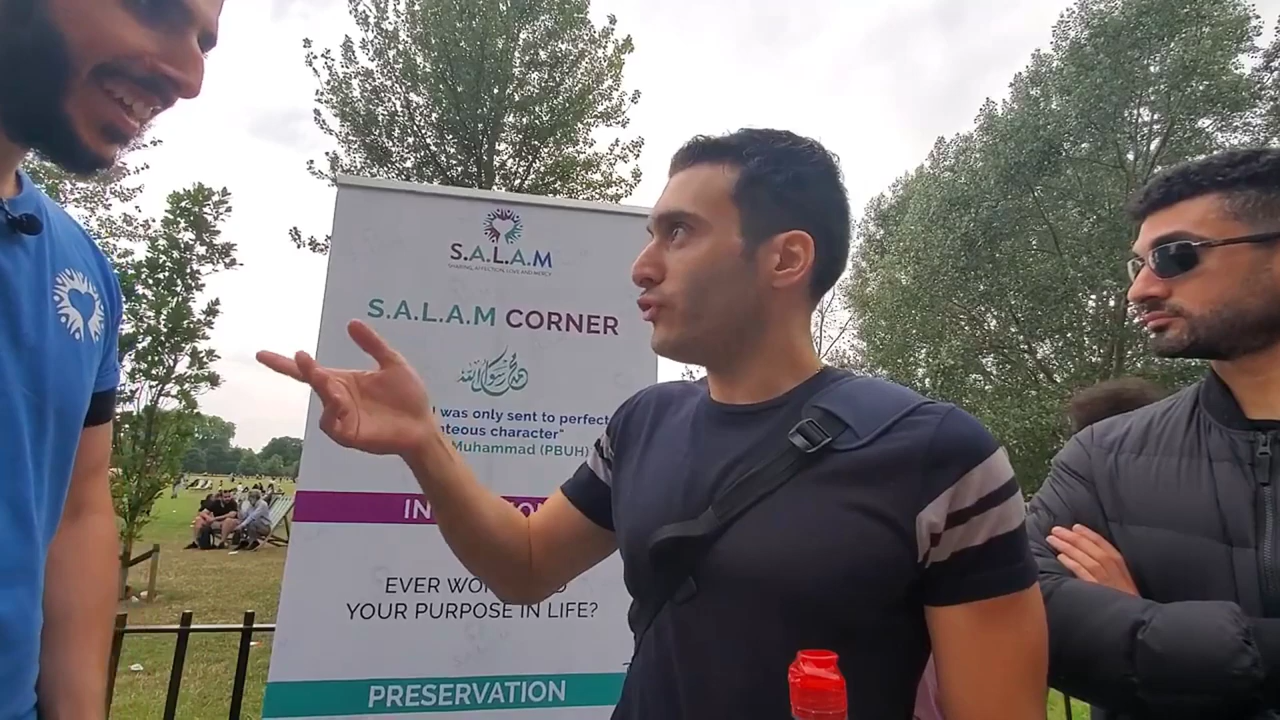 S.A.L.A.M
SHARING AFFECTION, LOVE AND MERCY
S.A.L.A.M CORNER
محمد رسول الله
I was only sent to perfect
teous character"
Muhammad (PBUH)
IN
EVER WO
YOUR PURPOSE IN LIFE?
PRESERVATION